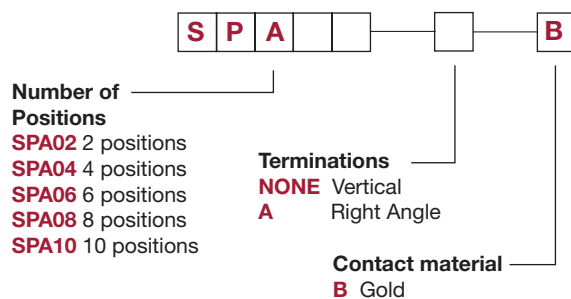 S P A B
Number of
Positions
SPA02 2 positions
SPA04 4 positions
SPA06 6 positions
SPA08 8 positions
SPA10 10 positions
Terminations
NONE Vertical
A Right Angle
Contact material
B Gold